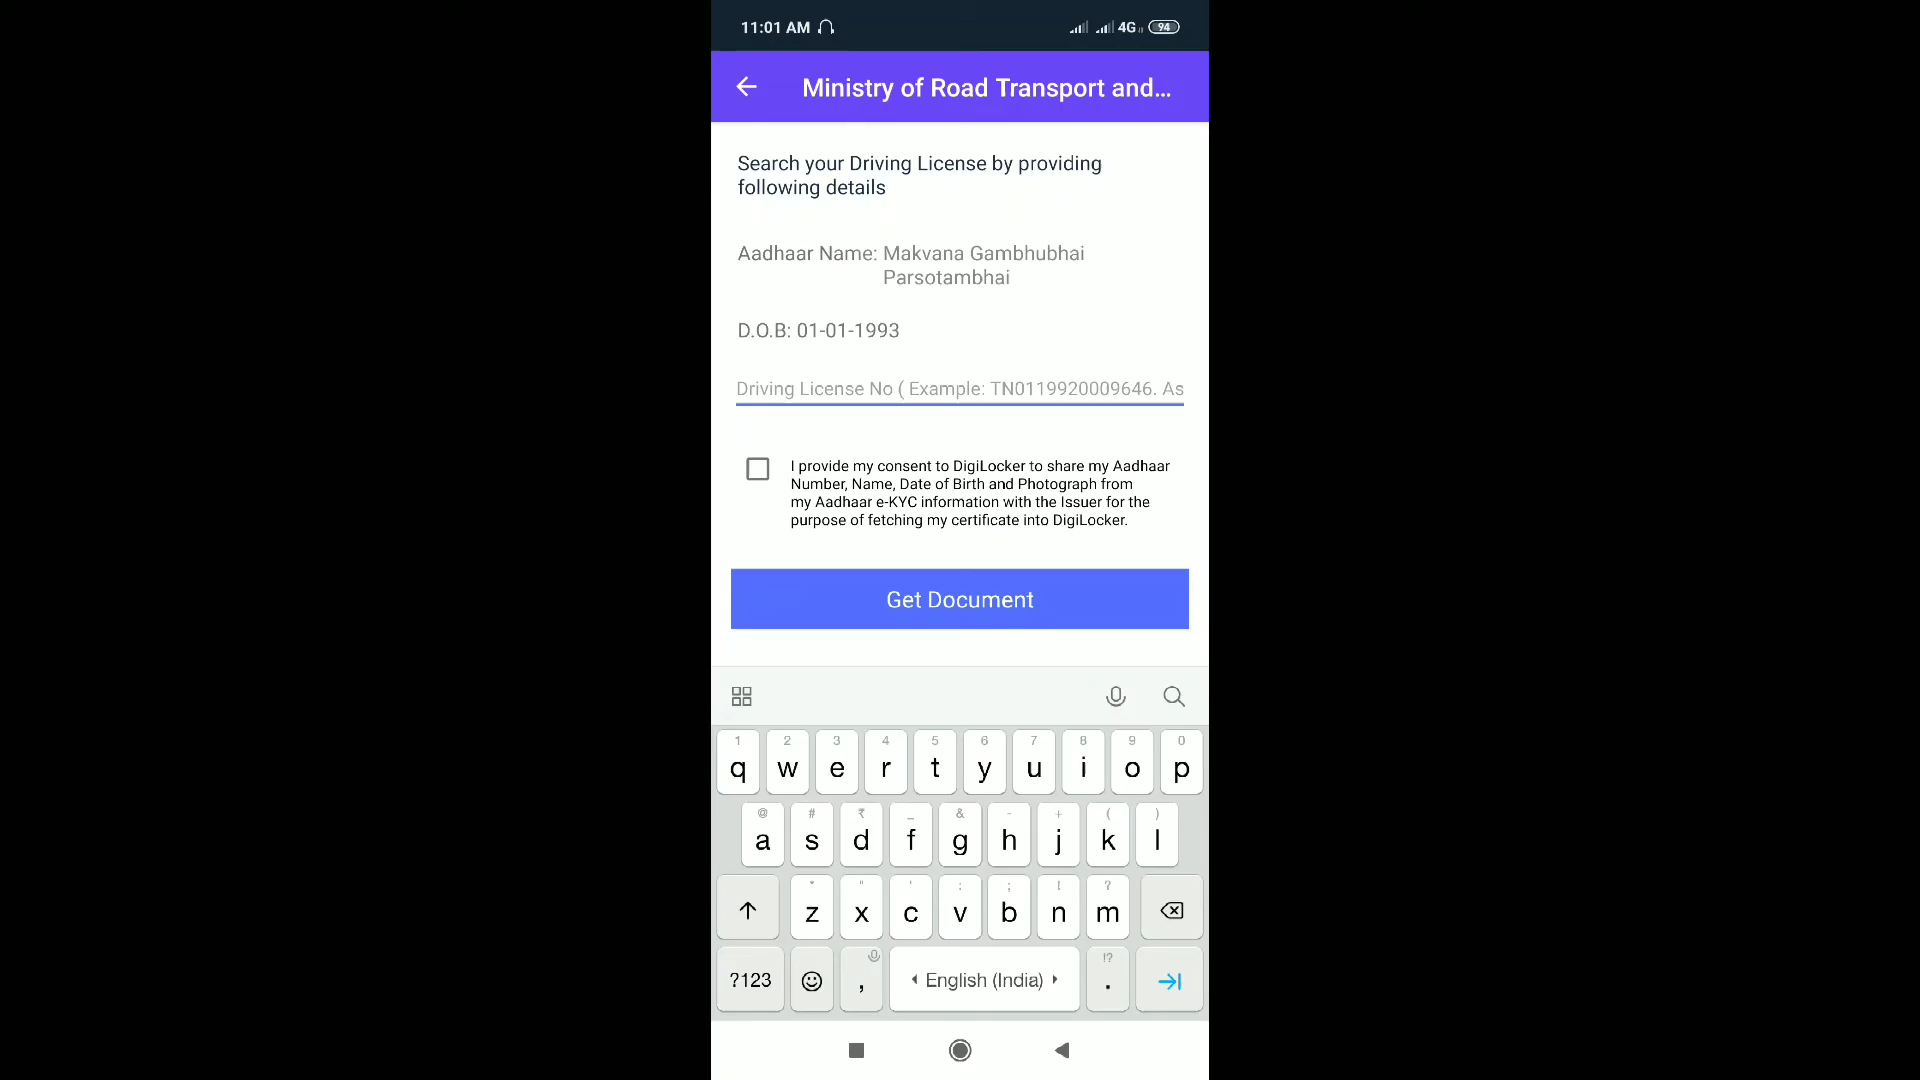 11:01 AM 4G 94
Ministry of Road Transport and...
Search your Driving License by providing
following details
Aadhaar Name: Makvana Gambhubhai
Parsotambhai
D.O.B: 01-01-1993
Driving License No ( Example: TN0119920009646. As
I provide my consent to DigiLocker to share my Aadhaar
Number, Name, Date of Birth and Photograph from
my Aadhaar e-KYC information with the Issuer for the
purpose of fetching my certificate into DigiLocker.
Get Document
1 2 3 4 5 6 7 8 9 0
q w e r t y u i o p
@ # ₹ _ & - + ( )
a s d f g h j k l
* " ' : ; ! ?
z x c v b n m
!?
?123 , English (India) .